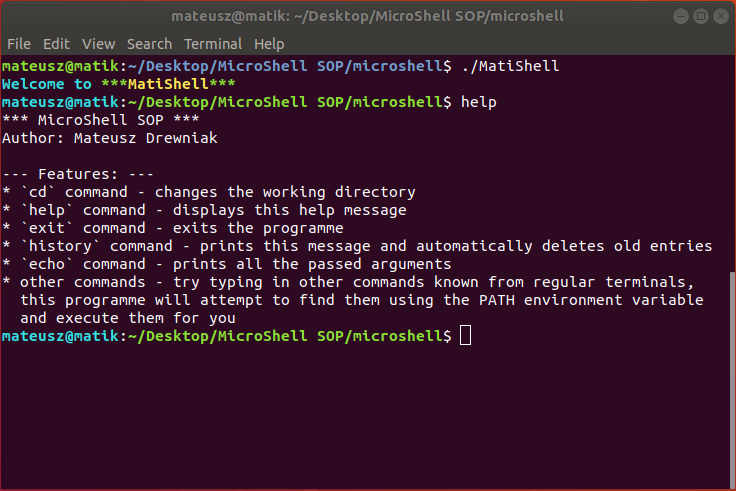 mateusz@matik: ~/Desktop/MicroShell SOP/microshell
File Edit View Search Terminal Help
mateusz@matik:~/Desktop/MicroShell SOP/microshell$ ./MatiShell
Welcome to ***MatiShell***
mateusz@matik:~/Desktop/MicroShell SOP/microshell$ help
*** MicroShell SOP ***
Author: Mateusz Drewniak
--- Features: ---
* `cd` command - changes the working directory
* `help` command - displays this help message
* `exit` command - exits the programme
* `history` command - prints this message and automatically deletes old entries
* `echo` command - prints all the passed arguments
* other commands - try typing in other commands known from regular terminals,
this programme will attempt to find them using the PATH environment variable
and execute them for you
mateusz@matik:~/Desktop/MicroShell SOP/microshell$